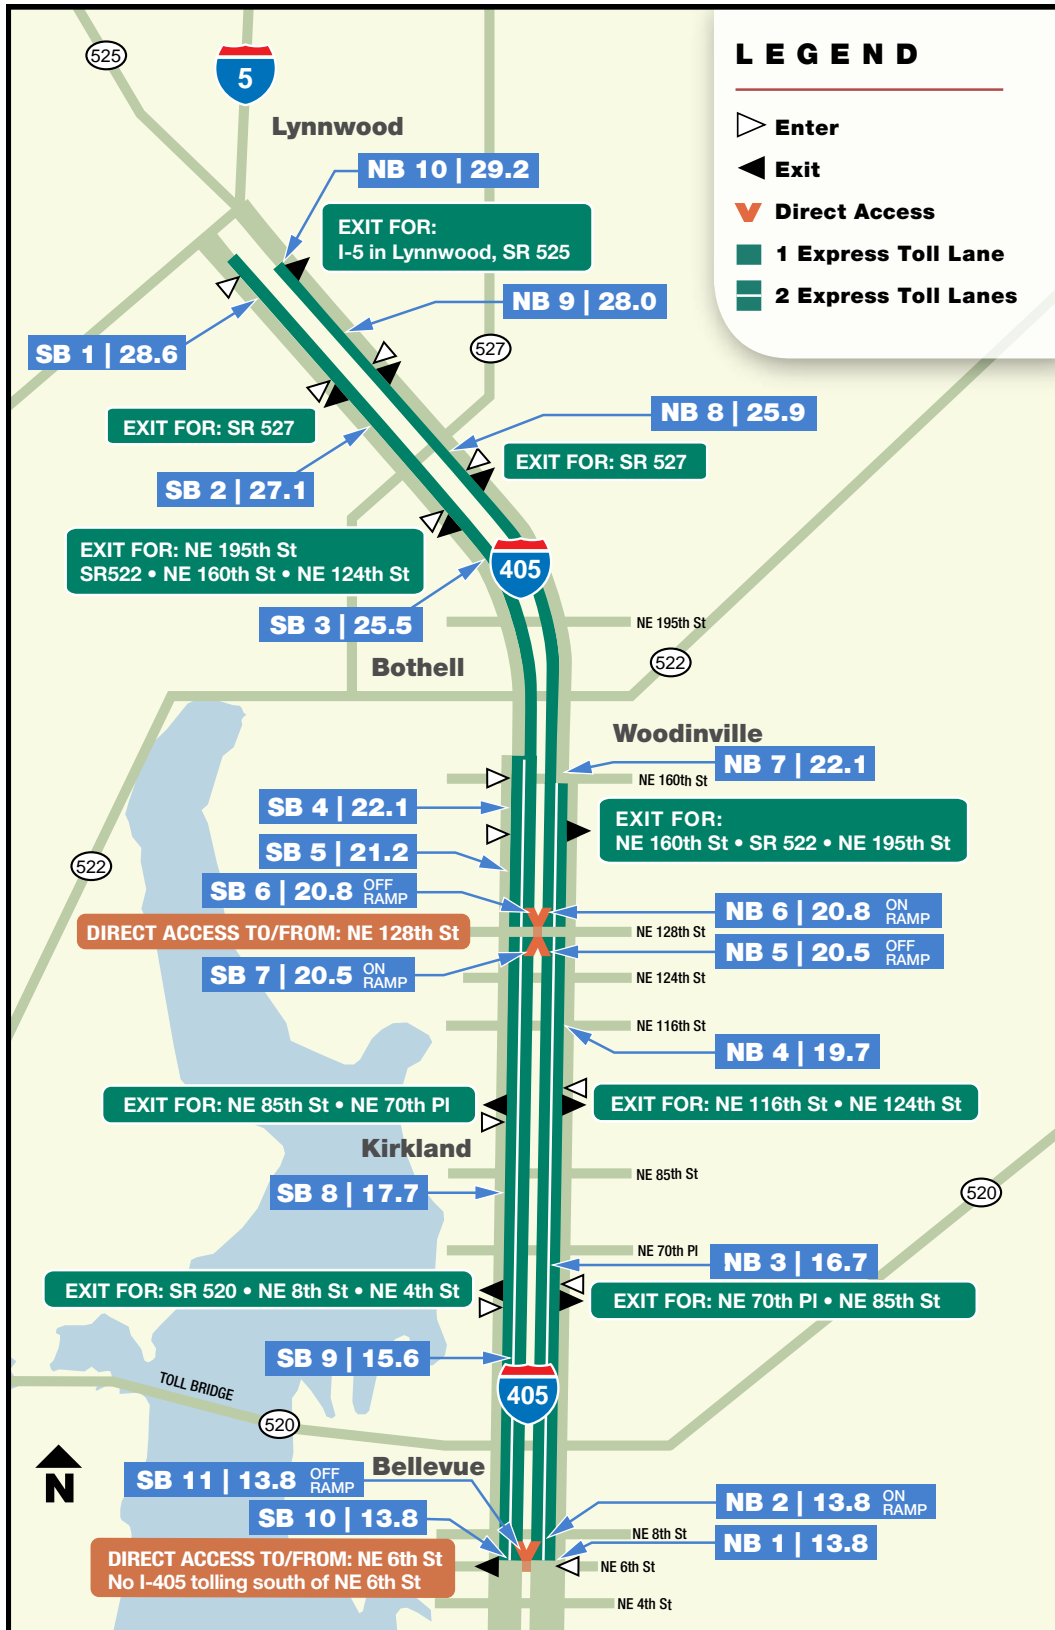 LEGEND
Enter
Exit
Direct Access
1 Express Toll Lane
2 Express Toll Lanes
525
5
Lynnwood
NB 10 | 29.2
EXIT FOR:
I-5 in Lynnwood, SR 525
NB 9 | 28.0
SB 1 | 28.6
527
NB 8 | 25.9
EXIT FOR: SR 527
EXIT FOR: SR 527
SB 2 | 27.1
EXIT FOR: NE 195th St
SR522 • NE 160th St • NE 124th St
405
SB 3 | 25.5
NE 195th St
Bothell
522
Woodinville
NB 7 | 22.1
NE 160th St
SB 4 | 22.1
EXIT FOR:
NE 160th St • SR 522 • NE 195th St
SB 5 | 21.2
522
SB 6 | 20.8 OFF RAMP
NB 6 | 20.8 ON RAMP
DIRECT ACCESS TO/FROM: NE 128th St
NE 128th St
NB 5 | 20.5 OFF RAMP
SB 7 | 20.5 ON RAMP
NE 124th St
NE 116th St
NB 4 | 19.7
EXIT FOR: NE 85th St • NE 70th Pl
EXIT FOR: NE 116th St • NE 124th St
Kirkland
NE 85th St
SB 8 | 17.7
520
NE 70th Pl
NB 3 | 16.7
EXIT FOR: SR 520 • NE 8th St • NE 4th St
EXIT FOR: NE 70th Pl • NE 85th St
SB 9 | 15.6
TOLL BRIDGE
405
520
N
Bellevue
SB 11 | 13.8 OFF RAMP
NB 2 | 13.8 ON RAMP
SB 10 | 13.8
NE 8th St
NB 1 | 13.8
DIRECT ACCESS TO/FROM: NE 6th St
No I-405 tolling south of NE 6th St
NE 6th St
NE 4th St